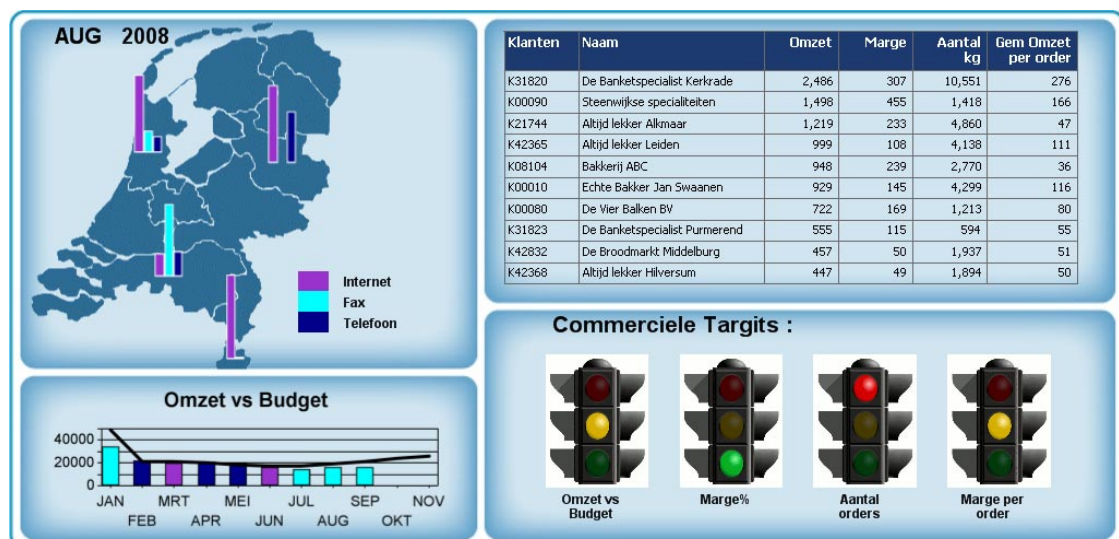 AUG 2008
Internet
Fax
Telefoon
Klanten Naam Omzet Marge Aantal kg Gem Omzet per order
K31820 De Banketspecialist Kerkrade 2,486 307 10,551 276
K00090 Steenwijkse specialiteiten 1,498 455 1,418 166
K21744 Altijd lekker Alkmaar 1,219 233 4,860 47
K42365 Altijd lekker Leiden 999 108 4,138 111
K08104 Bakkerij ABC 948 239 2,770 36
K00010 Echte Bakker Jan Swaanen 929 145 4,299 116
K00080 De Vier Balken BV 722 169 1,213 80
K31823 De Banketspecialist Purmerend 555 115 594 55
K42832 De Broodmarkt Middelburg 457 50 1,937 51
K42368 Altijd lekker Hilversum 447 49 1,894 50
Omzet vs Budget
40000
20000
0
JAN MRT MEI JUL SEP NOV
FEB APR JUN AUG OKT
Commerciele Targits :
Omzet vs Budget
Marge%
Aantal orders
Marge per order